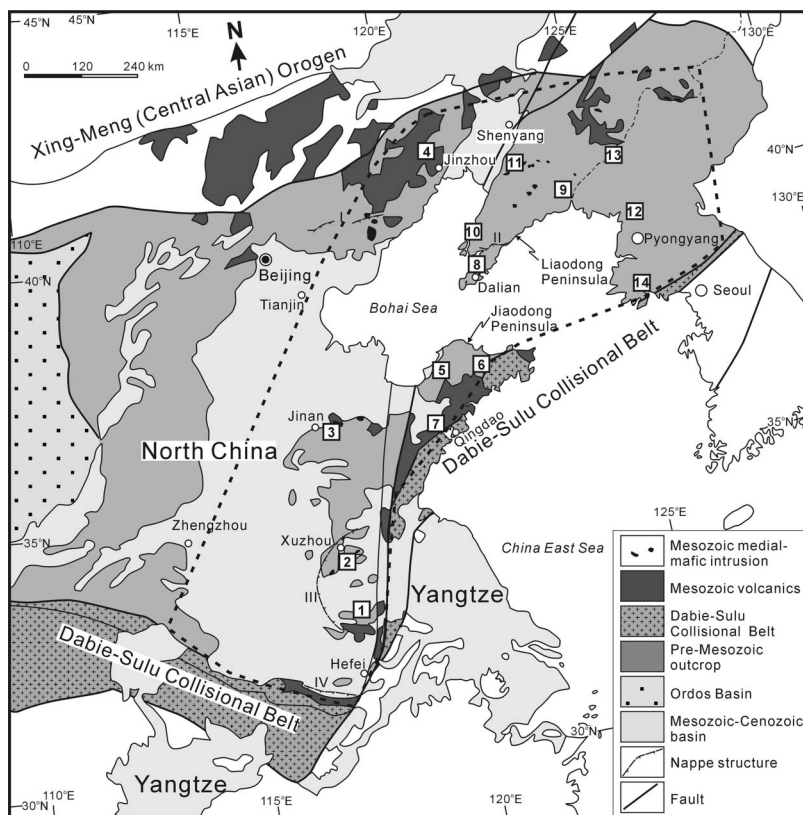 45°N
45°N
115°E
120°E
125°E
130°E
N
0 120 240 km
Xing-Meng (Central Asian) Orogen
Shenyang
4
Jinzhou
11
13
40°N
9
130°E
I
110°E
10
II
12
Pyongyang
Beijing
40°N
8
Dalian
Liaodong
Peninsula
14
Seoul
Tianjin
Bohai Sea
Jiaodong
Peninsula
5
6
Dabie-Sulu Collisional Belt
Jinan
3
7
Qingdao
35°N
North China
Zhengzhou
35°N
Xuzhou
2
China East Sea
125°E
III
1
Yangtze
Hefei
IV
Dabie-Sulu Collisional Belt
30°N
Yangtze
30°N
110°E
115°E
120°E
Mesozoic medial-
mafic intrusion
Mesozoic volcanics
Dabie-Sulu
Collisional Belt
Pre-Mesozoic
outcrop
Ordos Basin
Mesozoic-Cenozoic
basin
Nappe structure
Fault